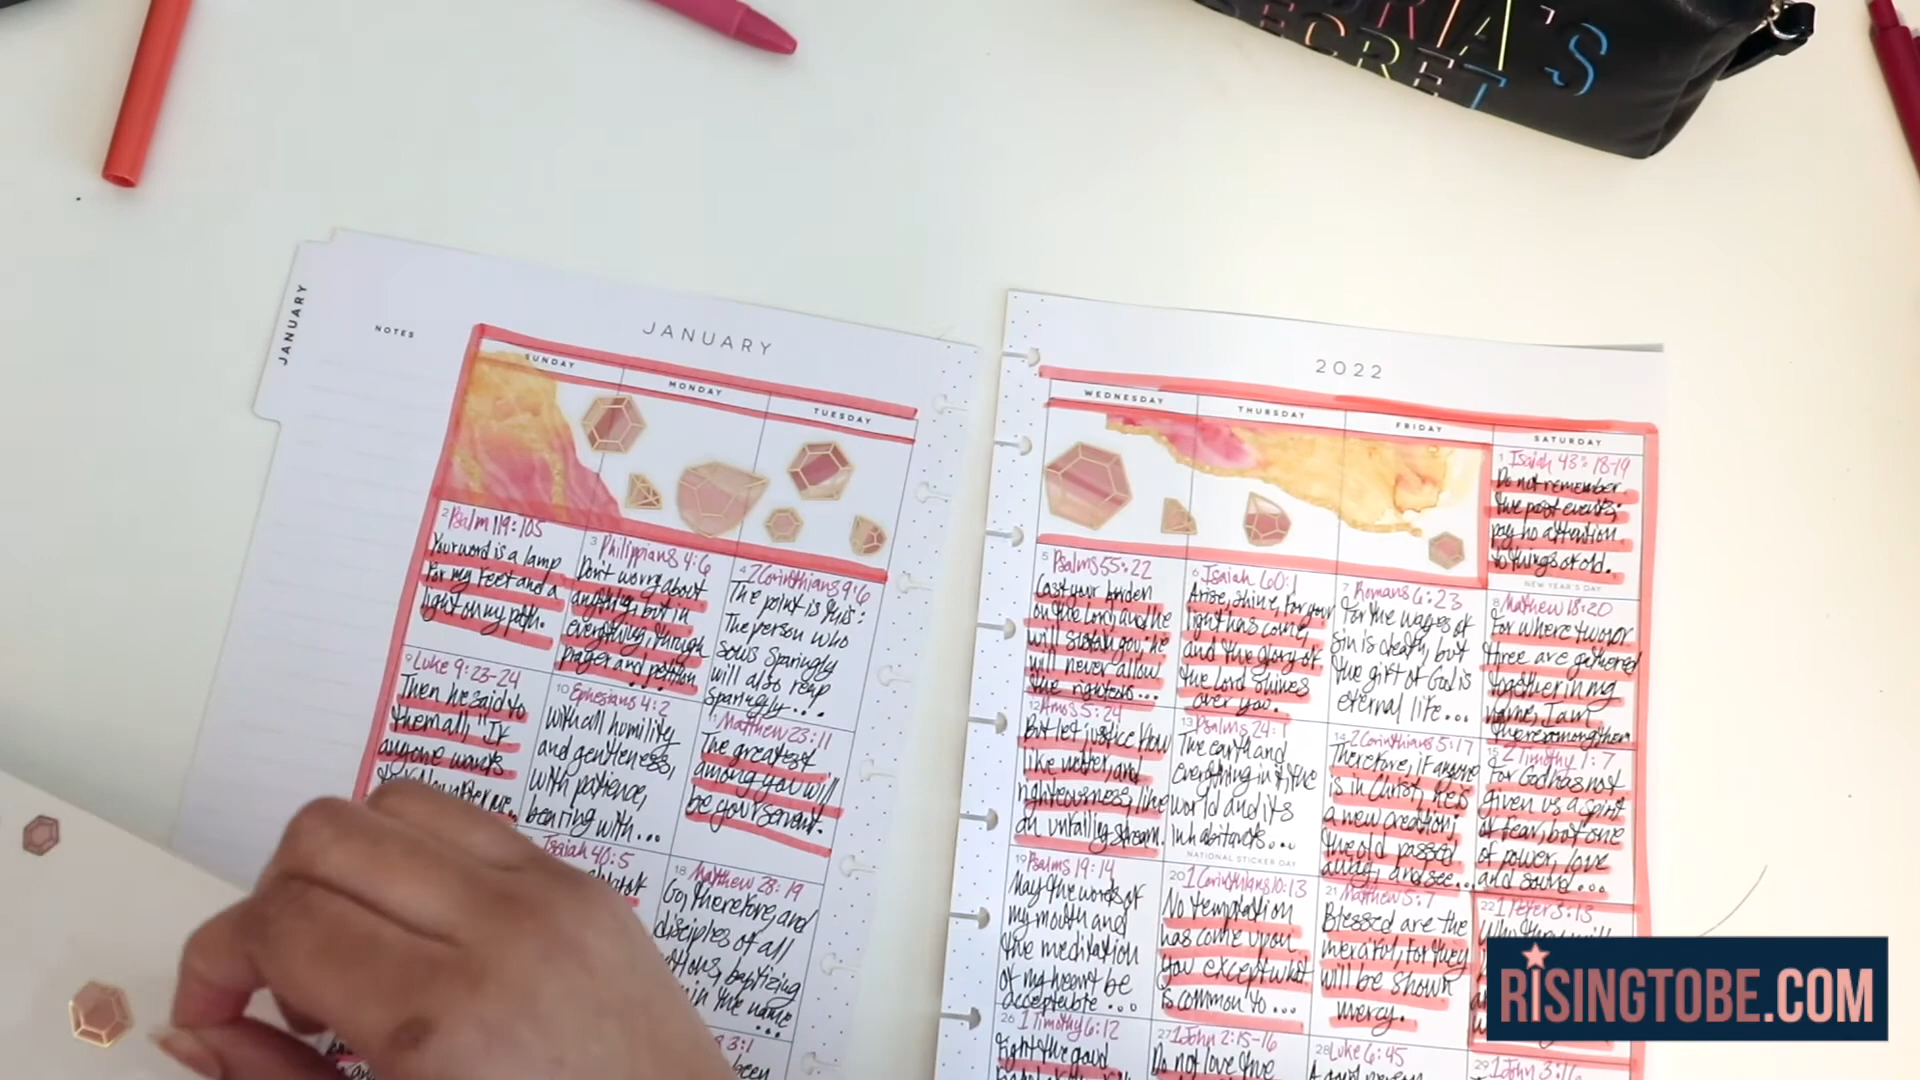 RIA'S
SECRET
JANUARY
NOTES
JANUARY
SUNDAY
MONDAY
TUESDAY
2 Psalm 119:105
Your word is a lamp
for my feet and a
light on my path.
3 Philippians 4:6
Don't worry about
anything, but in
everything, through
prayer and petition
...
4 2 Corinthians 9:6
The point is this:
The person who
sows sparingly
will also reap
sparingly...
9 Luke 9:23-24
Then he said to
them all, "If
anyone wants
10 Ephesians 4:2
with all humility
and gentleness,
with patience,
bearing with...
11 Matthew 23:11
The greatest
among you will
be your servant.
Isaiah 40:5
18 Matthew 28:19
Go, therefore, and
disciples of all
baptizing
in the name
...
3:1
been
2022
WEDNESDAY
THURSDAY
FRIDAY
SATURDAY
1 Isaiah 43:18-19
Do not remember
the past events;
pay no attention
to things of old.
NEW YEAR'S DAY
5 Psalms 55:22
Cast your burden
on the Lord, and he
will sustain you; he
will never allow
the righteous...
6 Isaiah 60:1
Arise, shine, for your
light has come,
and the glory of
the Lord shines
over you.
7 Romans 6:23
For the wages of
sin is death, but
the gift of God is
eternal life...
8 Mathew 18:20
For where two or
three are gathered
together in my
name, I am
there among them
12 Amos 5:24
But let justice flow
like water, and
righteousness, like
an unfailing stream.
13 Psalms 24:1
The earth and
everything in it, the
world and its
inhabitants...
NATIONAL STICKER DAY
14 2 Corinthians 5:17
Therefore, if anyone
is in Christ, he is
a new creation;
the old passed
away, and see...
15 2 Timothy 1:7
For God has not
given us a spirit
of fear, but one
of power, love
and sound...
19 Psalms 19:14
May the words of
my mouth and
the meditation
of my heart be
acceptable...
20 1 Corinthians 10:13
No temptation
has come upon
you except what
is common to...
21 Matthew 5:7
Blessed are the
merciful, for they
will be shown
mercy.
22 1 Peter 3:13
Who then will
26 1 Timothy 6:12
Fight the good
27 1 John 2:15-16
Do not love the
28 Luke 6:45
A good person
29 1 John 3:16
RISINGTOBE.COM